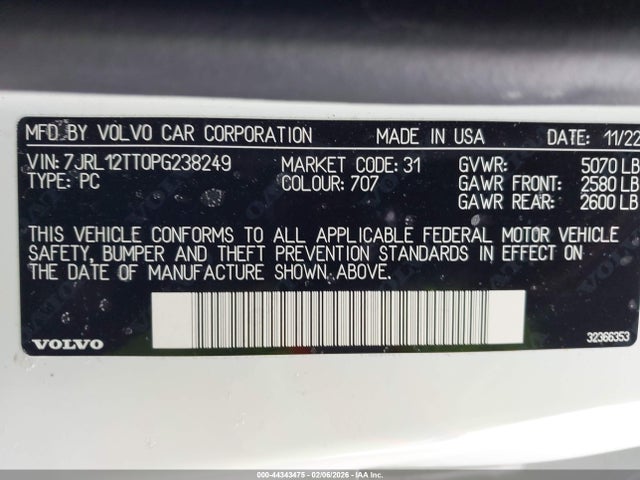 MFD BY VOLVO CAR CORPORATION MADE IN USA DATE: 11/22
VIN: 7JRL12TT0PG238249 MARKET CODE: 31 GVWR: 5070 LB
TYPE: PC COLOUR: 707 GAWR FRONT: 2580 LB
GAWR REAR: 2600 LB
THIS VEHICLE CONFORMS TO ALL APPLICABLE FEDERAL MOTOR VEHICLE
SAFETY, BUMPER AND THEFT PREVENTION STANDARDS IN EFFECT ON
THE DATE OF MANUFACTURE SHOWN ABOVE.
VOLVO 32366353
000-44343475 | 02/06/2026 - IAA Inc.